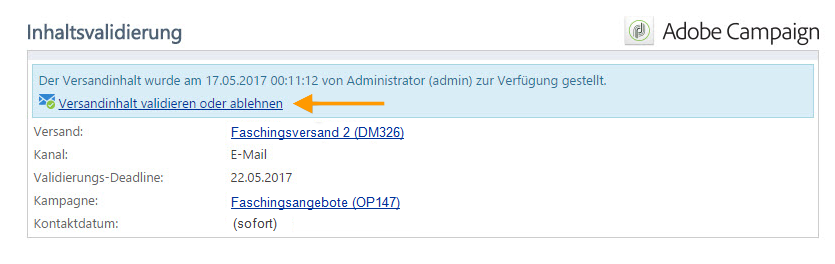 Inhaltsvalidierung
Adobe Campaign
Der Versandinhalt wurde am 17.05.2017 00:11:12 von Administrator (admin) zur Verfügung gestellt.
Versandinhalt validieren oder ablehnen
Versand: Faschingsversand 2 (DM326)
Kanal: E-Mail
Validierungs-Deadline: 22.05.2017
Kampagne: Faschingsangebote (OP147)
Kontaktdatum: (sofort)